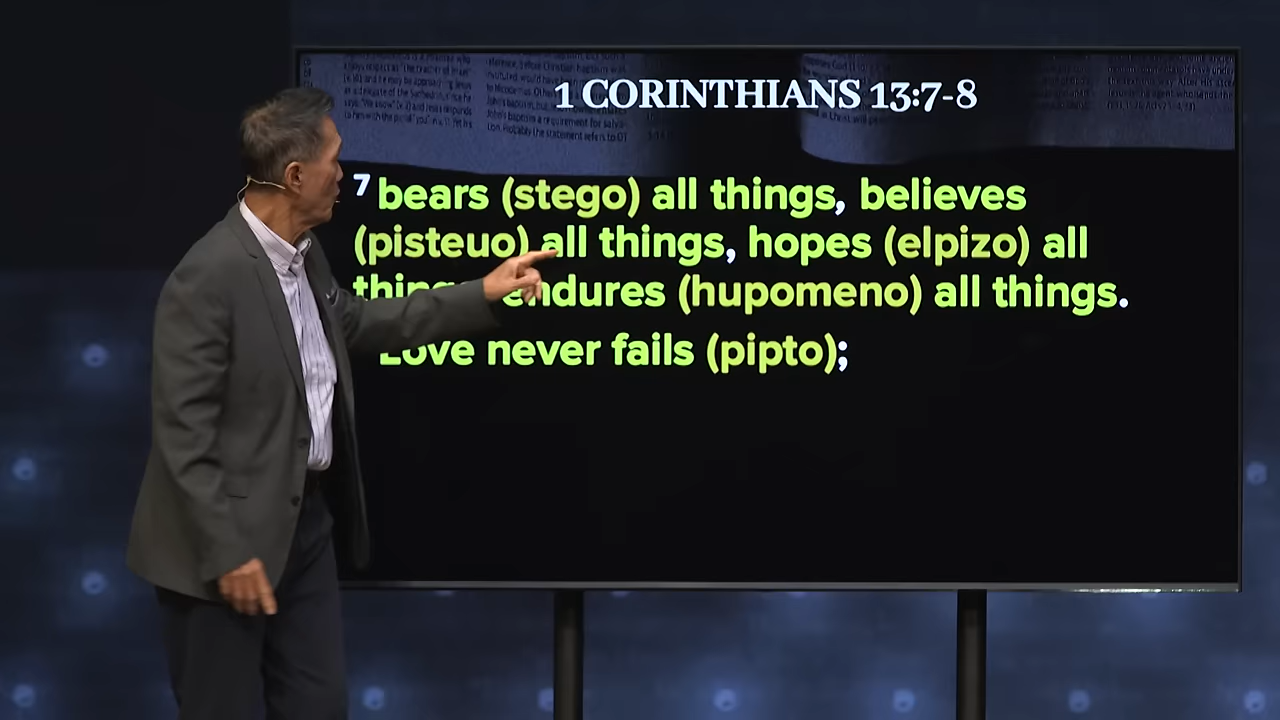 1 CORINTHIANS 13:7-8
7 bears (stego) all things, believes
(pisteuo) all things, hopes (elpizo) all
endures (hupomeno) all things.
Love never fails (pipto);